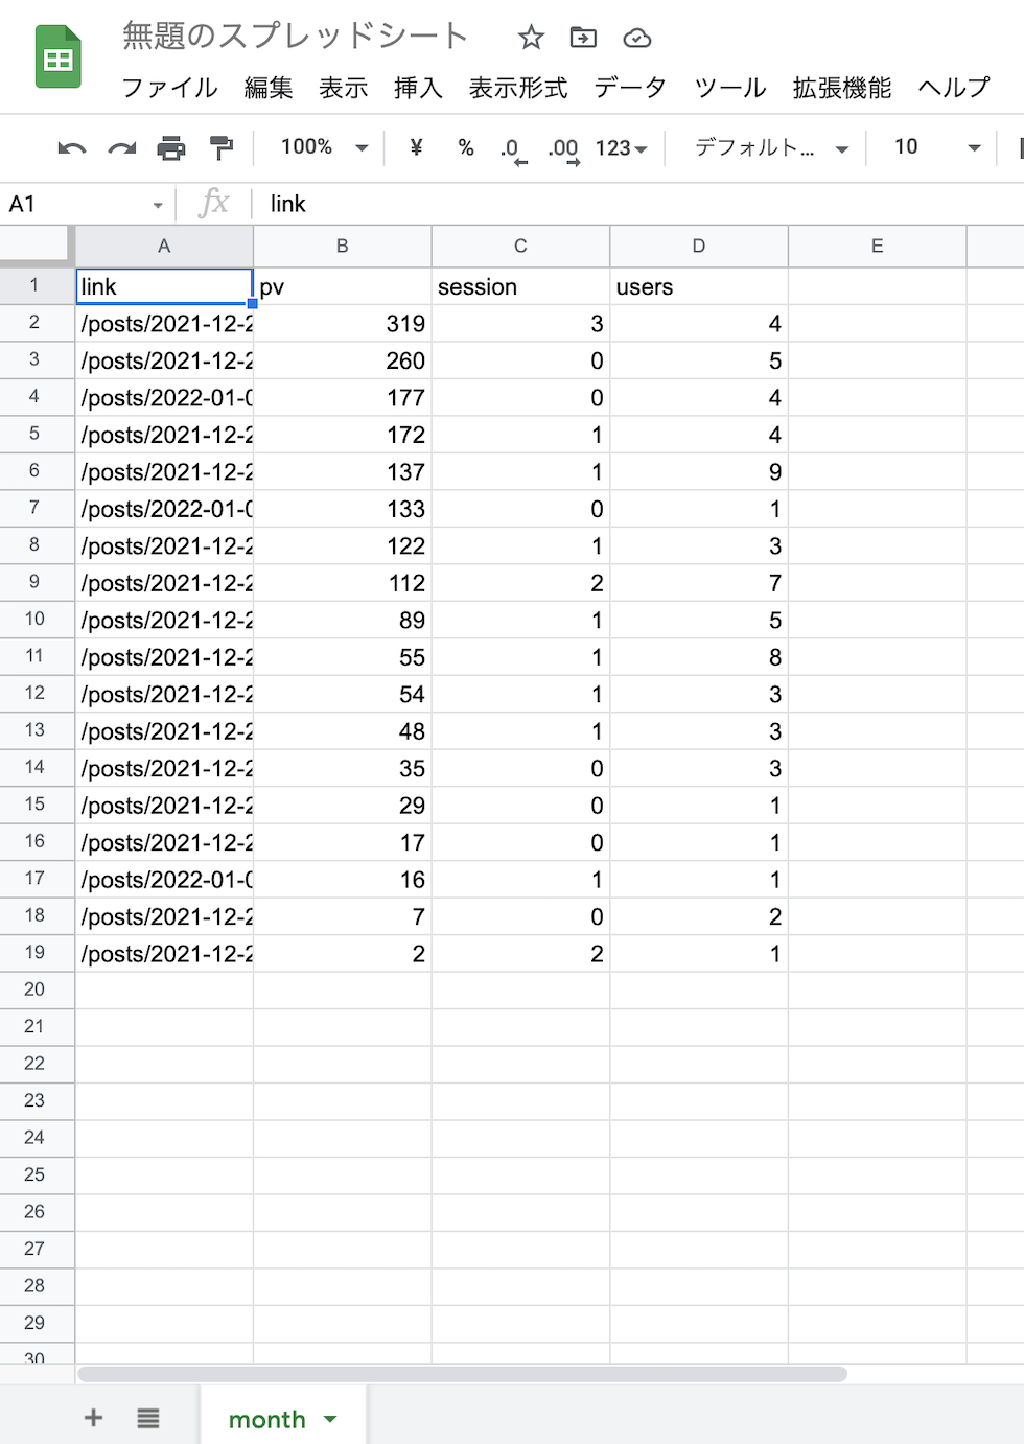 無題のスプレッドシート
ファイル 編集 表示 挿入 表示形式 データ ツール 拡張機能 ヘルプ
100% ¥ % .0 .00 123 デフォルト... 10
A1 fx link
A B C D E
1 link pv session users
2 /posts/2021-12-2 319 3 4
3 /posts/2021-12-2 260 0 5
4 /posts/2022-01-0 177 0 4
5 /posts/2021-12-2 172 1 4
6 /posts/2021-12-2 137 1 9
7 /posts/2022-01-0 133 0 1
8 /posts/2021-12-2 122 1 3
9 /posts/2021-12-2 112 2 7
10 /posts/2021-12-2 89 1 5
11 /posts/2021-12-2 55 1 8
12 /posts/2021-12-2 54 1 3
13 /posts/2021-12-2 48 1 3
14 /posts/2021-12-2 35 0 3
15 /posts/2021-12-2 29 0 1
16 /posts/2021-12-2 17 0 1
17 /posts/2022-01-0 16 1 1
18 /posts/2021-12-2 7 0 2
19 /posts/2021-12-2 2 2 1
20
21
22
23
24
25
26
27
28
29
30
month